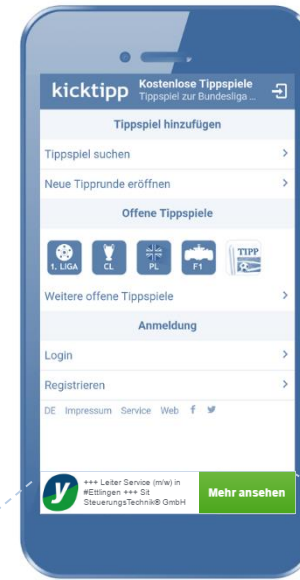 kicktipp
Kostenlose Tippspiele
Tippspiel zur Bundesliga ...
Tippspiel hinzufügen
Tippspiel suchen
Neue Tipprunde eröffnen
Offene Tippspiele
1. LIGA
CL
PL
F1
TIPP
Weitere offene Tippspiele
Anmeldung
Login
Registrieren
DE Impressum Service Web
+++ Leiter Service (m/w) in
#Ettlingen +++ Sit
SteuerungsTechnik® GmbH
Mehr ansehen